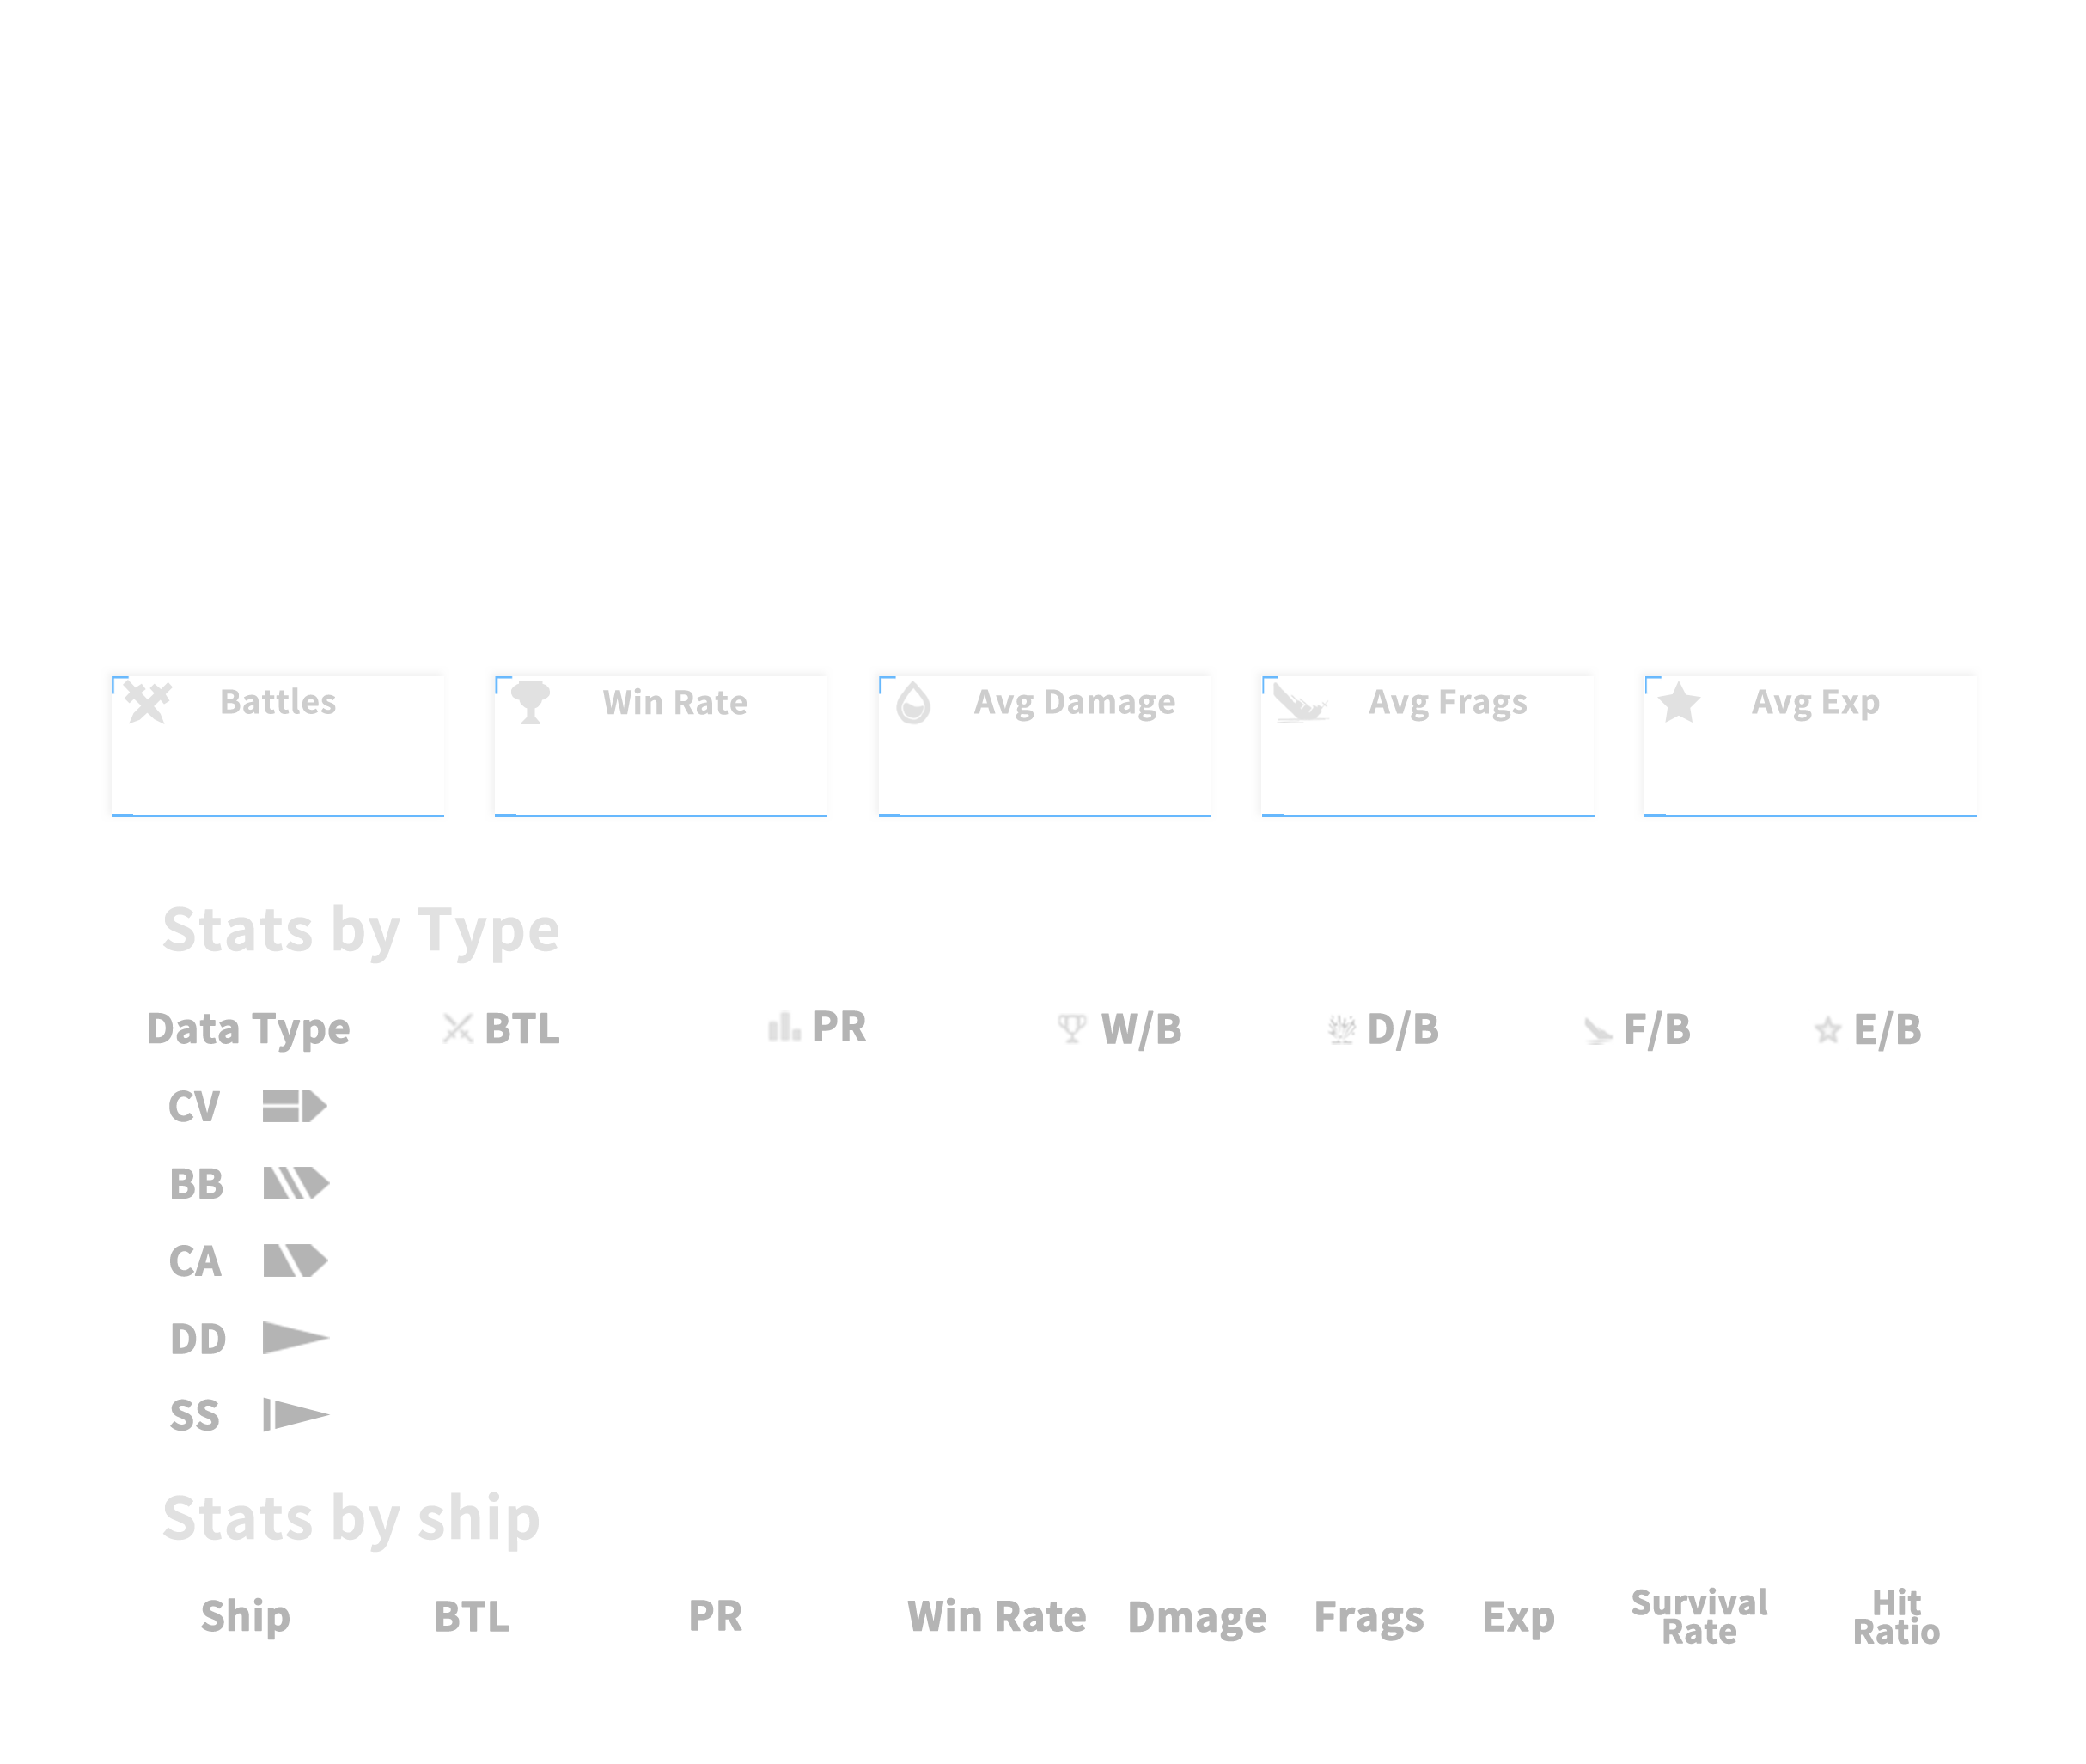 Battles
Win Rate
Avg Damage
Avg Frags
Avg Exp
Stats by Type
Data Type BTL PR W/B D/B F/B E/B
CV
BB
CA
DD
SS
Stats by ship
Ship BTL PR Win Rate Dmage Frags Exp Survival Rate Hit Ratio